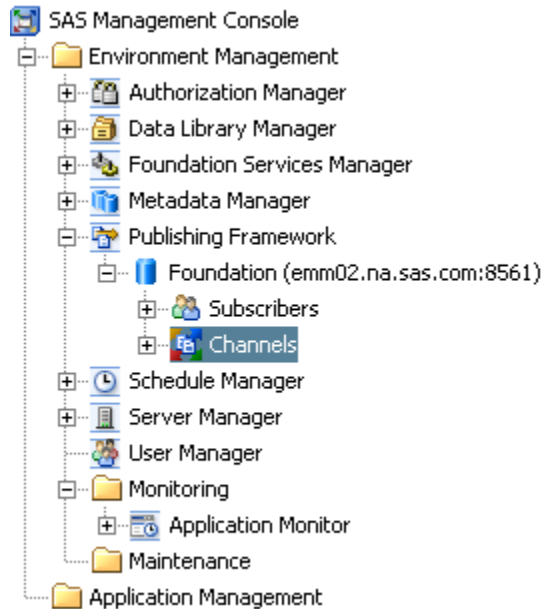 SAS Management Console
Environment Management
Authorization Manager
Data Library Manager
Foundation Services Manager
Metadata Manager
Publishing Framework
Foundation (emm02.na.sas.com:8561)
Subscribers
Channels
Schedule Manager
Server Manager
User Manager
Monitoring
Application Monitor
Maintenance
Application Management